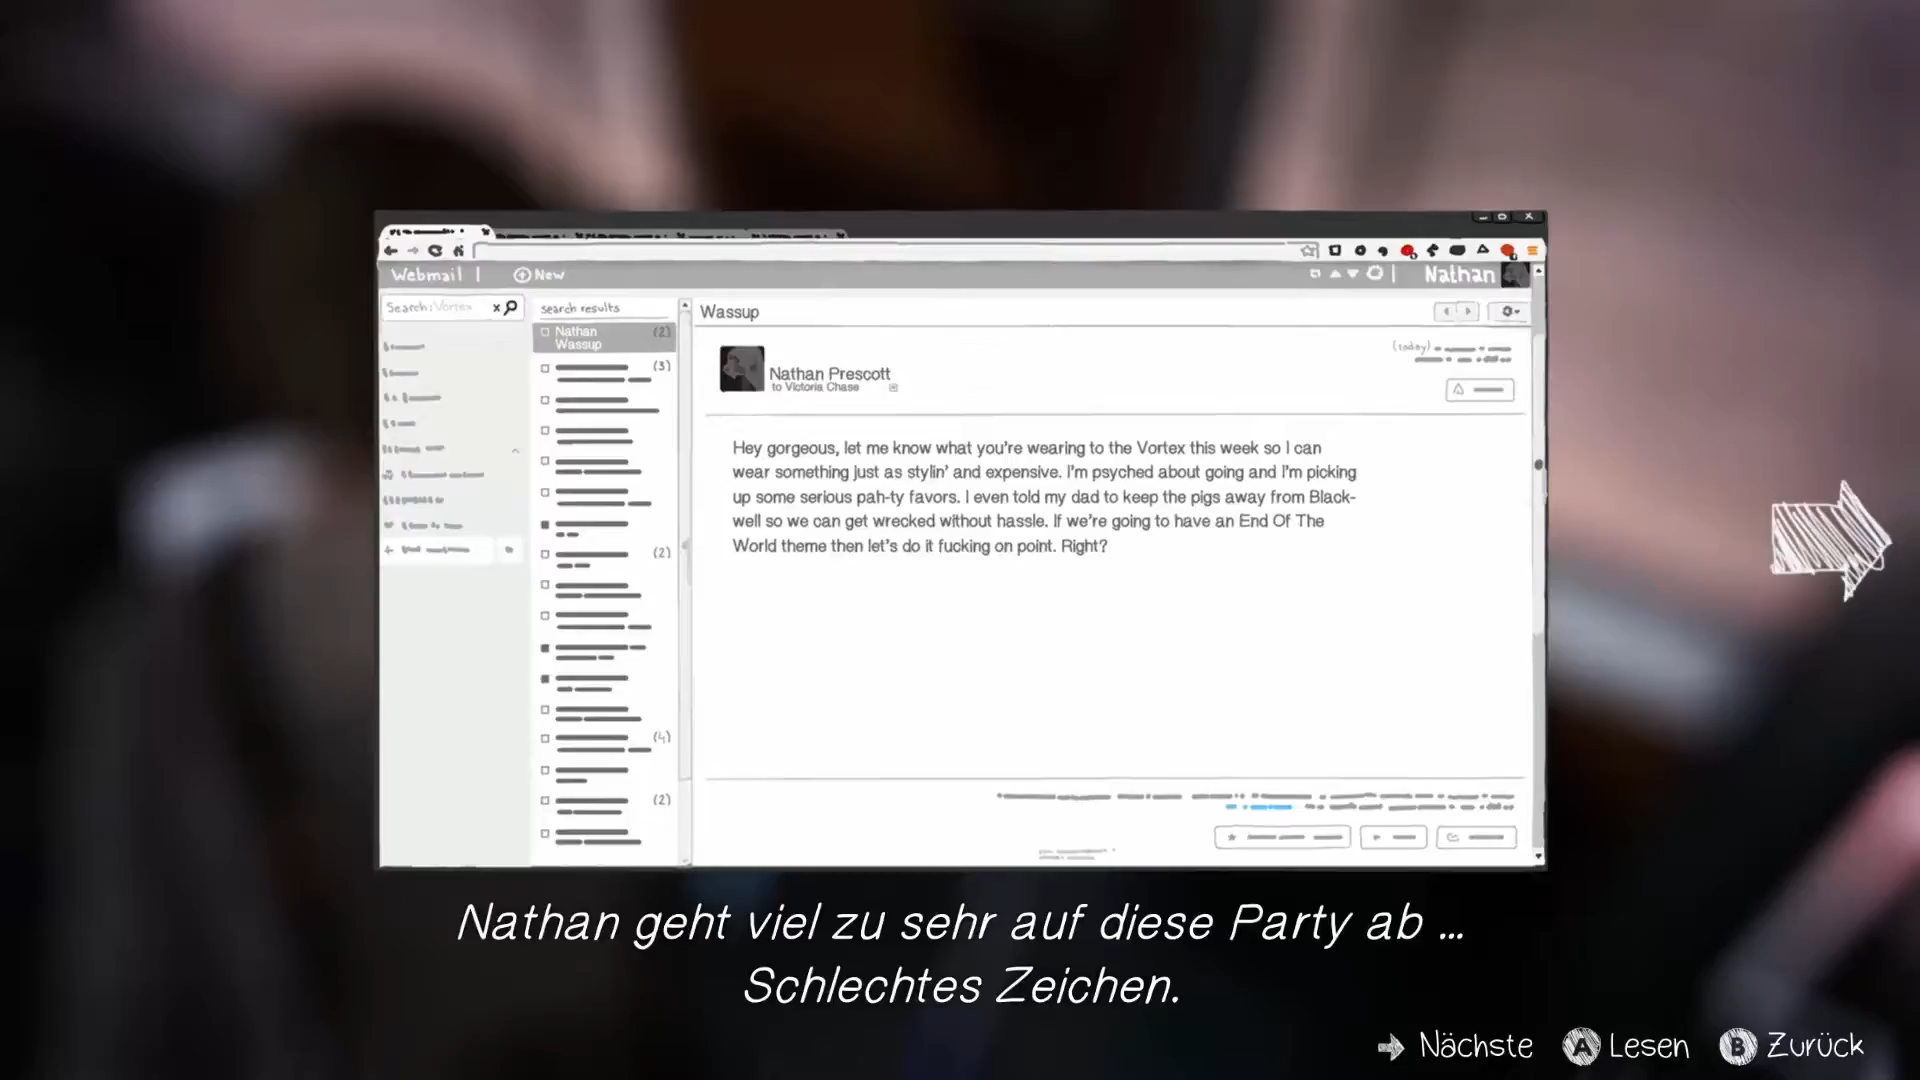 Webmail | New
Nathan
Search: Vortex x
search results
Nathan (2)
Wassup
(3)
(2)
(4)
(2)
Wassup
(today)
Nathan Prescott
to Victoria Chase
Hey gorgeous, let me know what you're wearing to the Vortex this week so I can
wear something just as stylin' and expensive. I'm psyched about going and I'm picking
up some serious pah-ty favors. I even told my dad to keep the pigs away from Black-
well so we can get wrecked without hassle. If we're going to have an End Of The
World theme then let's do it fucking on point. Right?
Nathan geht viel zu sehr auf diese Party ab ...
Schlechtes Zeichen.
Nächste A Lesen B Zurück